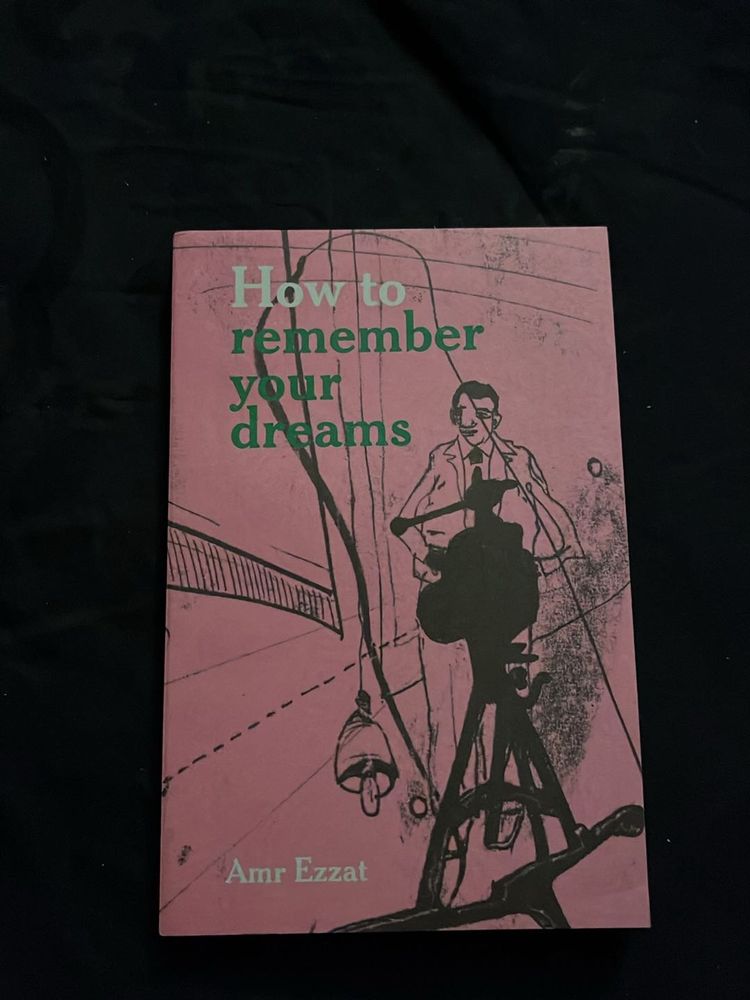 How to
remember
your
dreams
Amr Ezzat